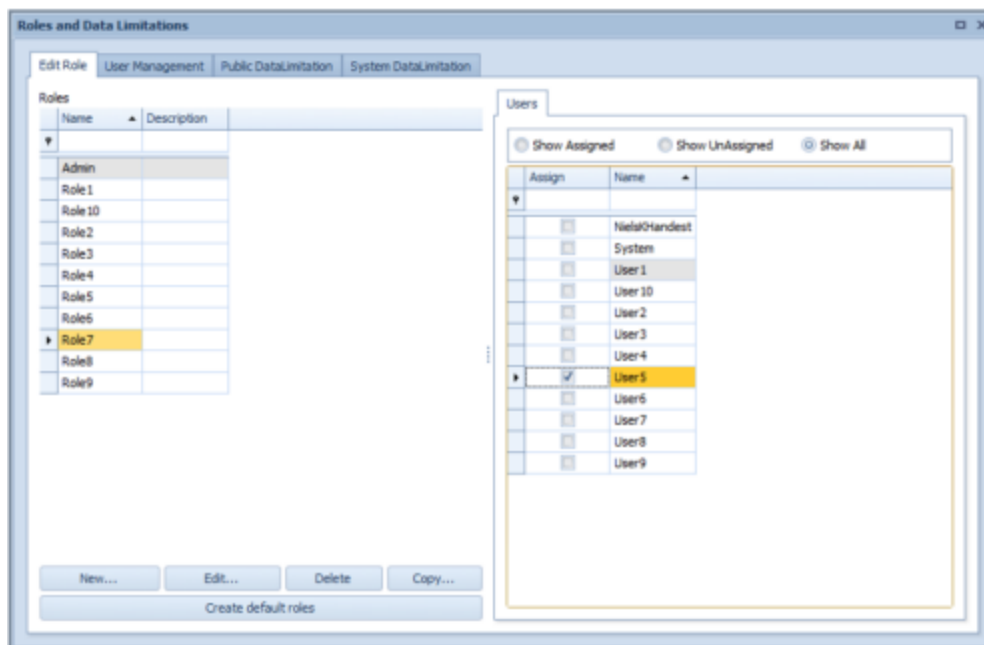 Roles and Data Limitations
Edit Role User Management Public DataLimitation System DataLimitation
Roles
Name Description
Admin
Role1
Role10
Role2
Role3
Role4
Role5
Role6
Role7
Role8
Role9
New... Edit... Delete Copy...
Create default roles
Users
Show Assigned Show UnAssigned Show All
Assign Name
NielsKHandest
System
User1
User10
User2
User3
User4
User5
User6
User7
User8
User9